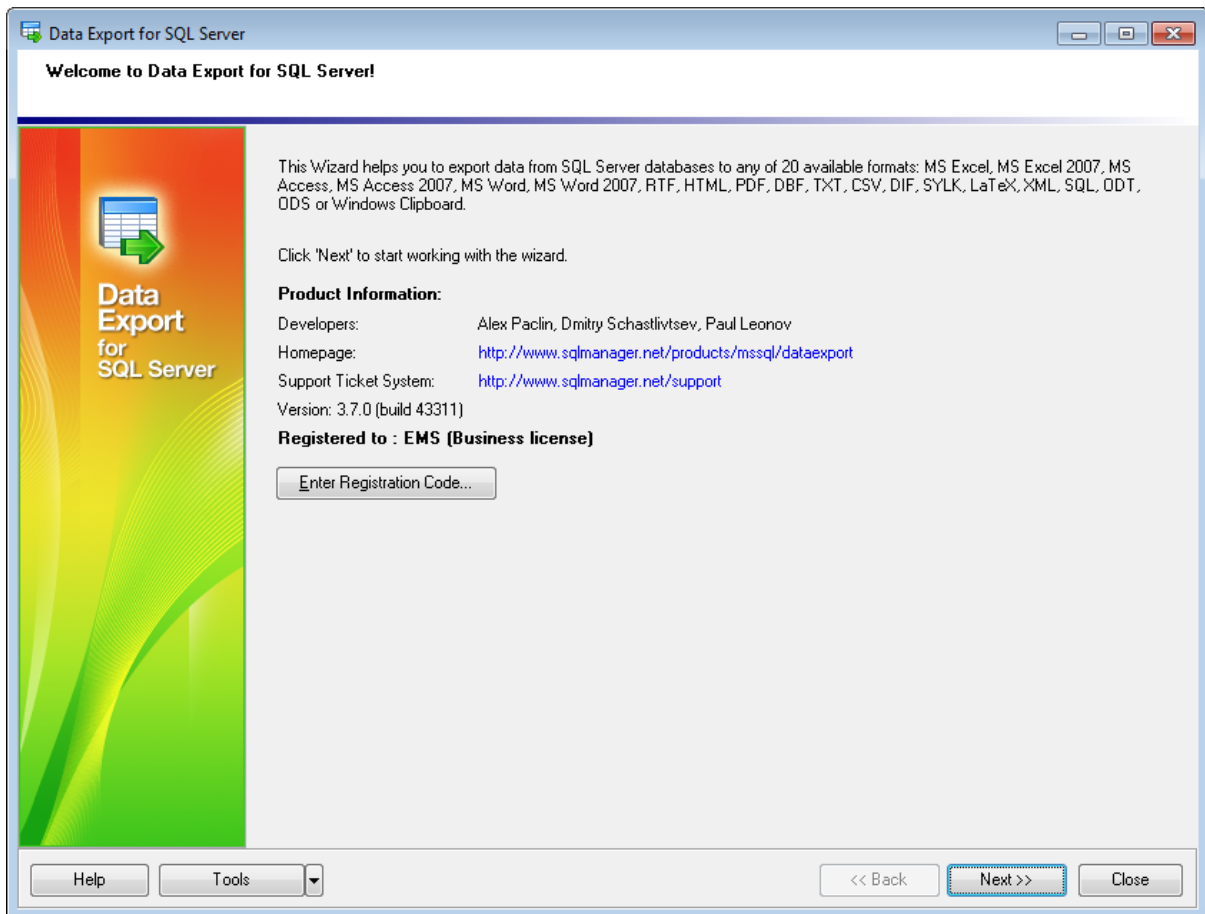 Data Export for SQL Server
Welcome to Data Export for SQL Server!
Data
Export
for
SQL Server
This Wizard helps you to export data from SQL Server databases to any of 20 available formats: MS Excel, MS Excel 2007, MS
Access, MS Access 2007, MS Word, MS Word 2007, RTF, HTML, PDF, DBF, TXT, CSV, DIF, SYLK, LaTeX, XML, SQL, ODT,
ODS or Windows Clipboard.
Click 'Next' to start working with the wizard.
Product Information:
Developers: Alex Paclin, Dmitry Schastlivtsev, Paul Leonov
Homepage: http://www.sqlmanager.net/products/mssql/dataexport
Support Ticket System: http://www.sqlmanager.net/support
Version: 3.7.0 (build 43311)
Registered to : EMS (Business license)
Enter Registration Code...
Help Tools << Back Next >> Close